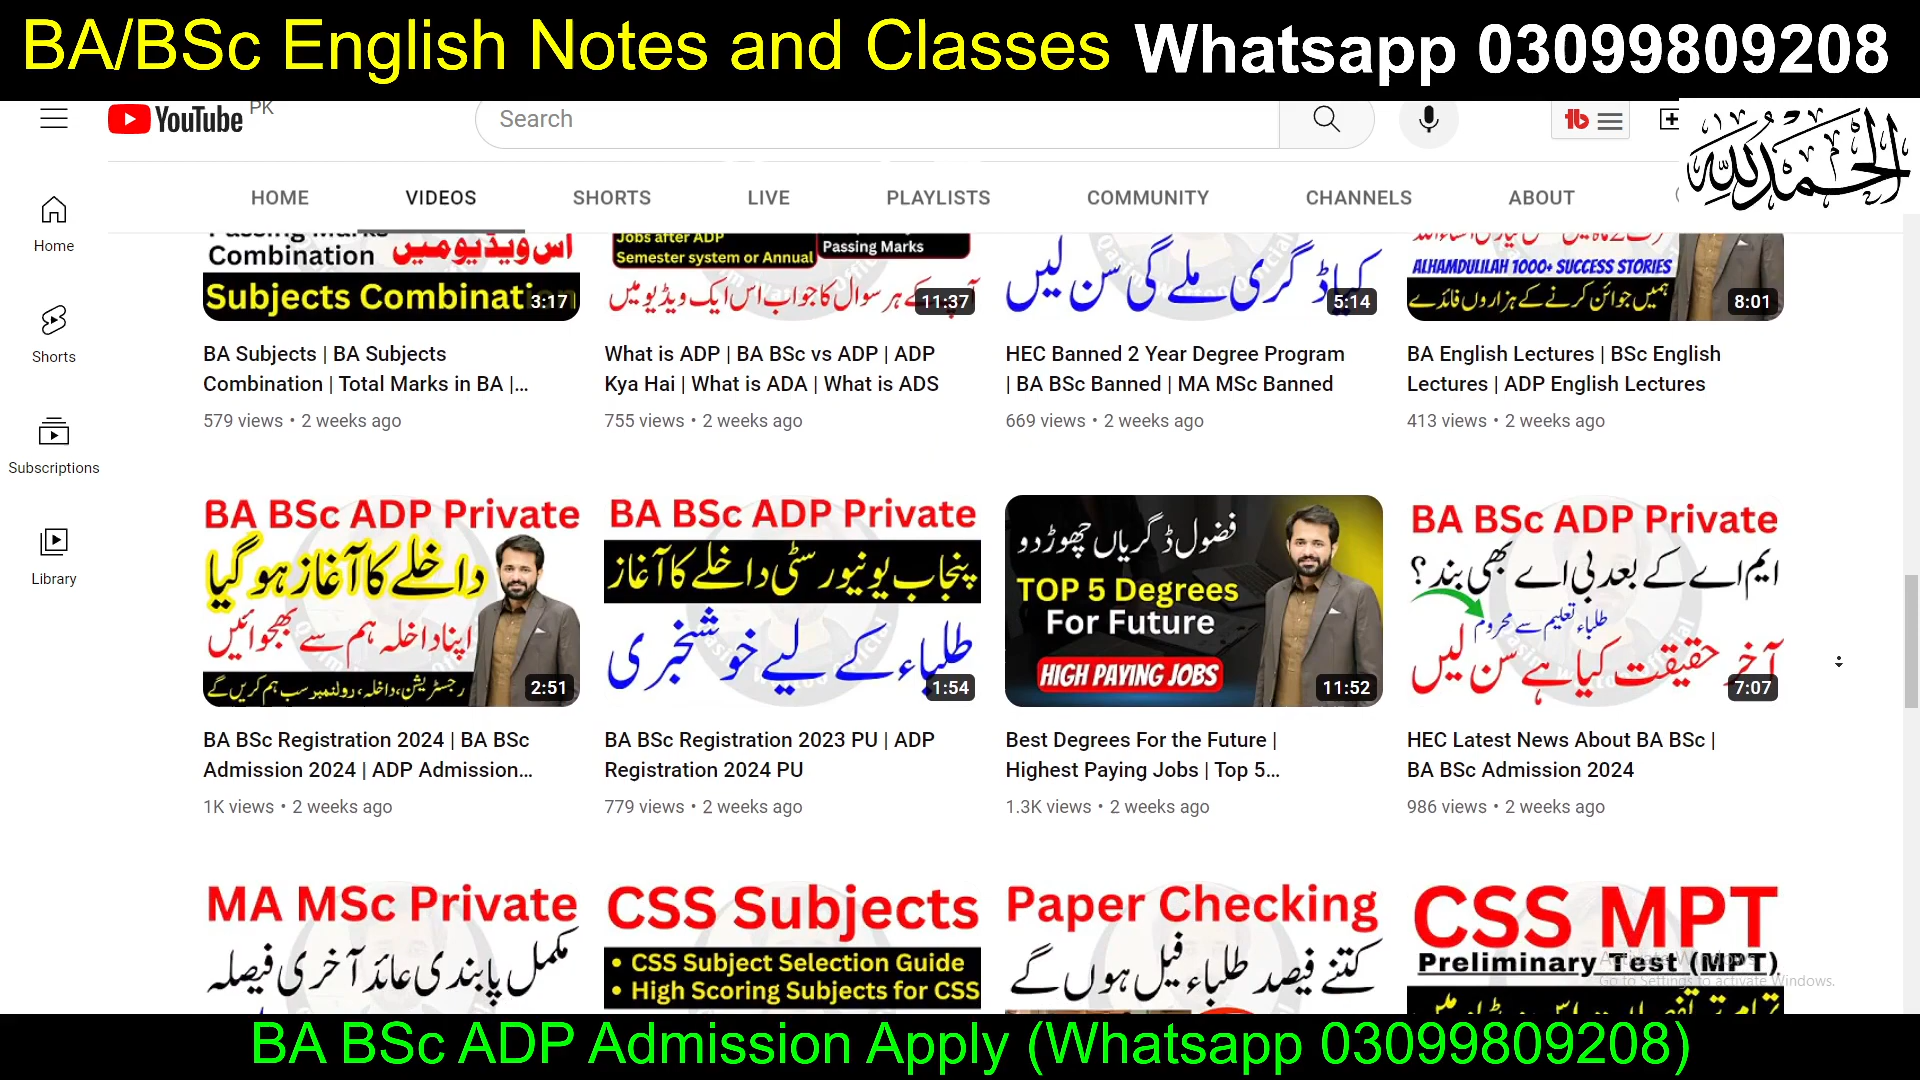 BA/BSc English Notes and Classes Whatsapp 03099809208
YouTube PK
Search
الحمدللہ
HOME VIDEOS SHORTS LIVE PLAYLISTS COMMUNITY CHANNELS ABOUT
Home
Shorts
Subscriptions
Library
Combination
اس ویڈیو میں
Subjects Combination
3:17
BA Subjects | BA Subjects
Combination | Total Marks in BA |...
579 views • 2 weeks ago
Jobs after ADP
Semester system or Annual
Passing Marks
کے ہر سوال کا جواب اس ایک ویڈیو میں
11:37
What is ADP | BA BSc vs ADP | ADP
Kya Hai | What is ADA | What is ADS
755 views • 2 weeks ago
کیا ڈگری ملے گی سن لیں
5:14
HEC Banned 2 Year Degree Program
| BA BSc Banned | MA MSc Banned
669 views • 2 weeks ago
ALHAMDULILAH 1000+ SUCCESS STORIES
ہمیں جوائن کرنے کے ہزاروں فائدے
8:01
BA English Lectures | BSc English
Lectures | ADP English Lectures
413 views • 2 weeks ago
BA BSc ADP Private
داخلے کا آغاز ہو گیا
اپنا داخلہ ہم سے بھجوائیں
رجسٹریشن، داخلہ، رولنمبر سب ہم کریں گے
2:51
BA BSc Registration 2024 | BA BSc
Admission 2024 | ADP Admission...
1K views • 2 weeks ago
BA BSc ADP Private
پنجاب یونیورسٹی داخلے کا آغاز
طلباء کے لیے خوشخبری
1:54
BA BSc Registration 2023 PU | ADP
Registration 2024 PU
779 views • 2 weeks ago
فضول ڈگریاں چھوڑ دو
TOP 5 Degrees
For Future
HIGH PAYING JOBS
11:52
Best Degrees For the Future |
Highest Paying Jobs | Top 5...
1.3K views • 2 weeks ago
BA BSc ADP Private
ایم اے کے بعد بی اے بھی بند؟
طلباء تعلیم سے محروم
آخر حقیقت کیا ہے سن لیں
7:07
HEC Latest News About BA BSc |
BA BSc Admission 2024
986 views • 2 weeks ago
MA MSc Private
مکمل پابندی عائد آخری فیصلہ
CSS Subjects
• CSS Subject Selection Guide
• High Scoring Subjects for CSS
Paper Checking
کتنے فیصد طلباء فیل ہوں گے
CSS MPT
Preliminary Test (MPT)
Activate Windows
Go to Settings to activate Windows.
BA BSc ADP Admission Apply (Whatsapp 03099809208)